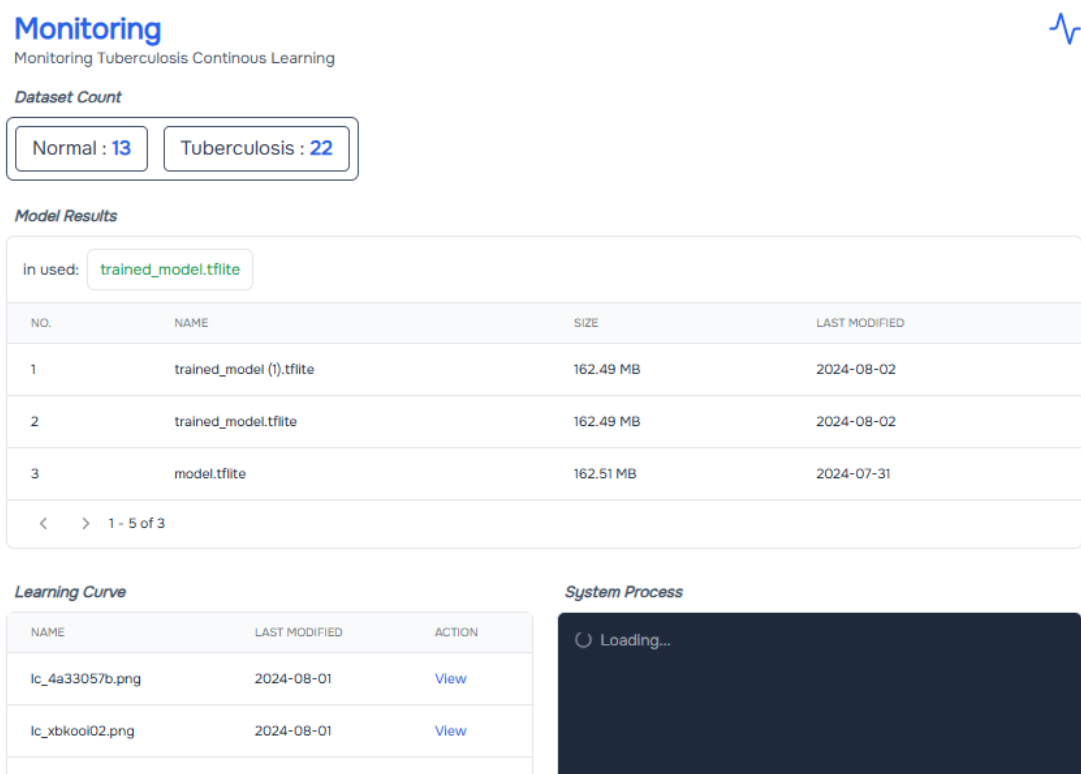 Monitoring
Monitoring Tuberculosis Continous Learning
Dataset Count
Normal : 13 Tuberculosis : 22
Model Results
in used: trained_model.tflite
NO. NAME SIZE LAST MODIFIED
1 trained_model (1).tflite 162.49 MB 2024-08-02
2 trained_model.tflite 162.49 MB 2024-08-02
3 model.tflite 162.51 MB 2024-07-31
1 - 5 of 3
Learning Curve
NAME LAST MODIFIED ACTION
lc_4a33057b.png 2024-08-01 View
lc_xbkooi02.png 2024-08-01 View
System Process
Loading...